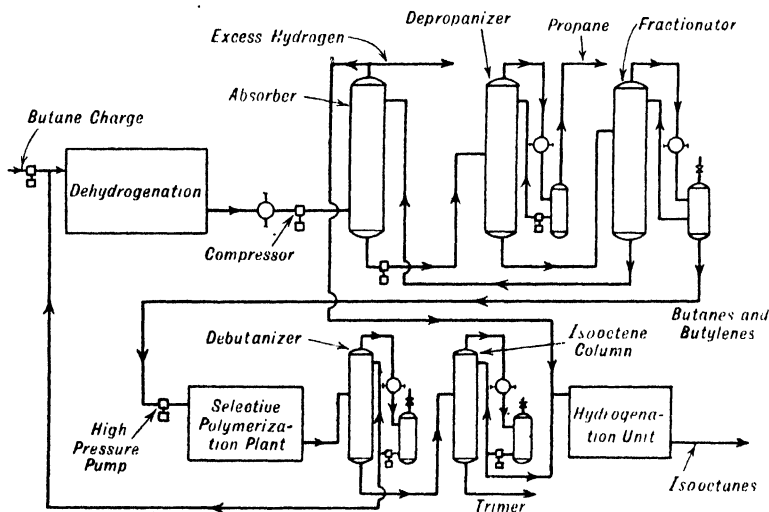 Excess Hydrogen
Depropanizer
Propane
Fractionator
Absorber
Butane Charge
Dehydrogenation
Compressor
Butanes and
Butylenes
Debutanizer
Isooctene
Column
High
Pressure
Pump
Selective
Polymeriza-
tion Plant
Hydrogena-
tion Unit
Isooctanes
Trimer